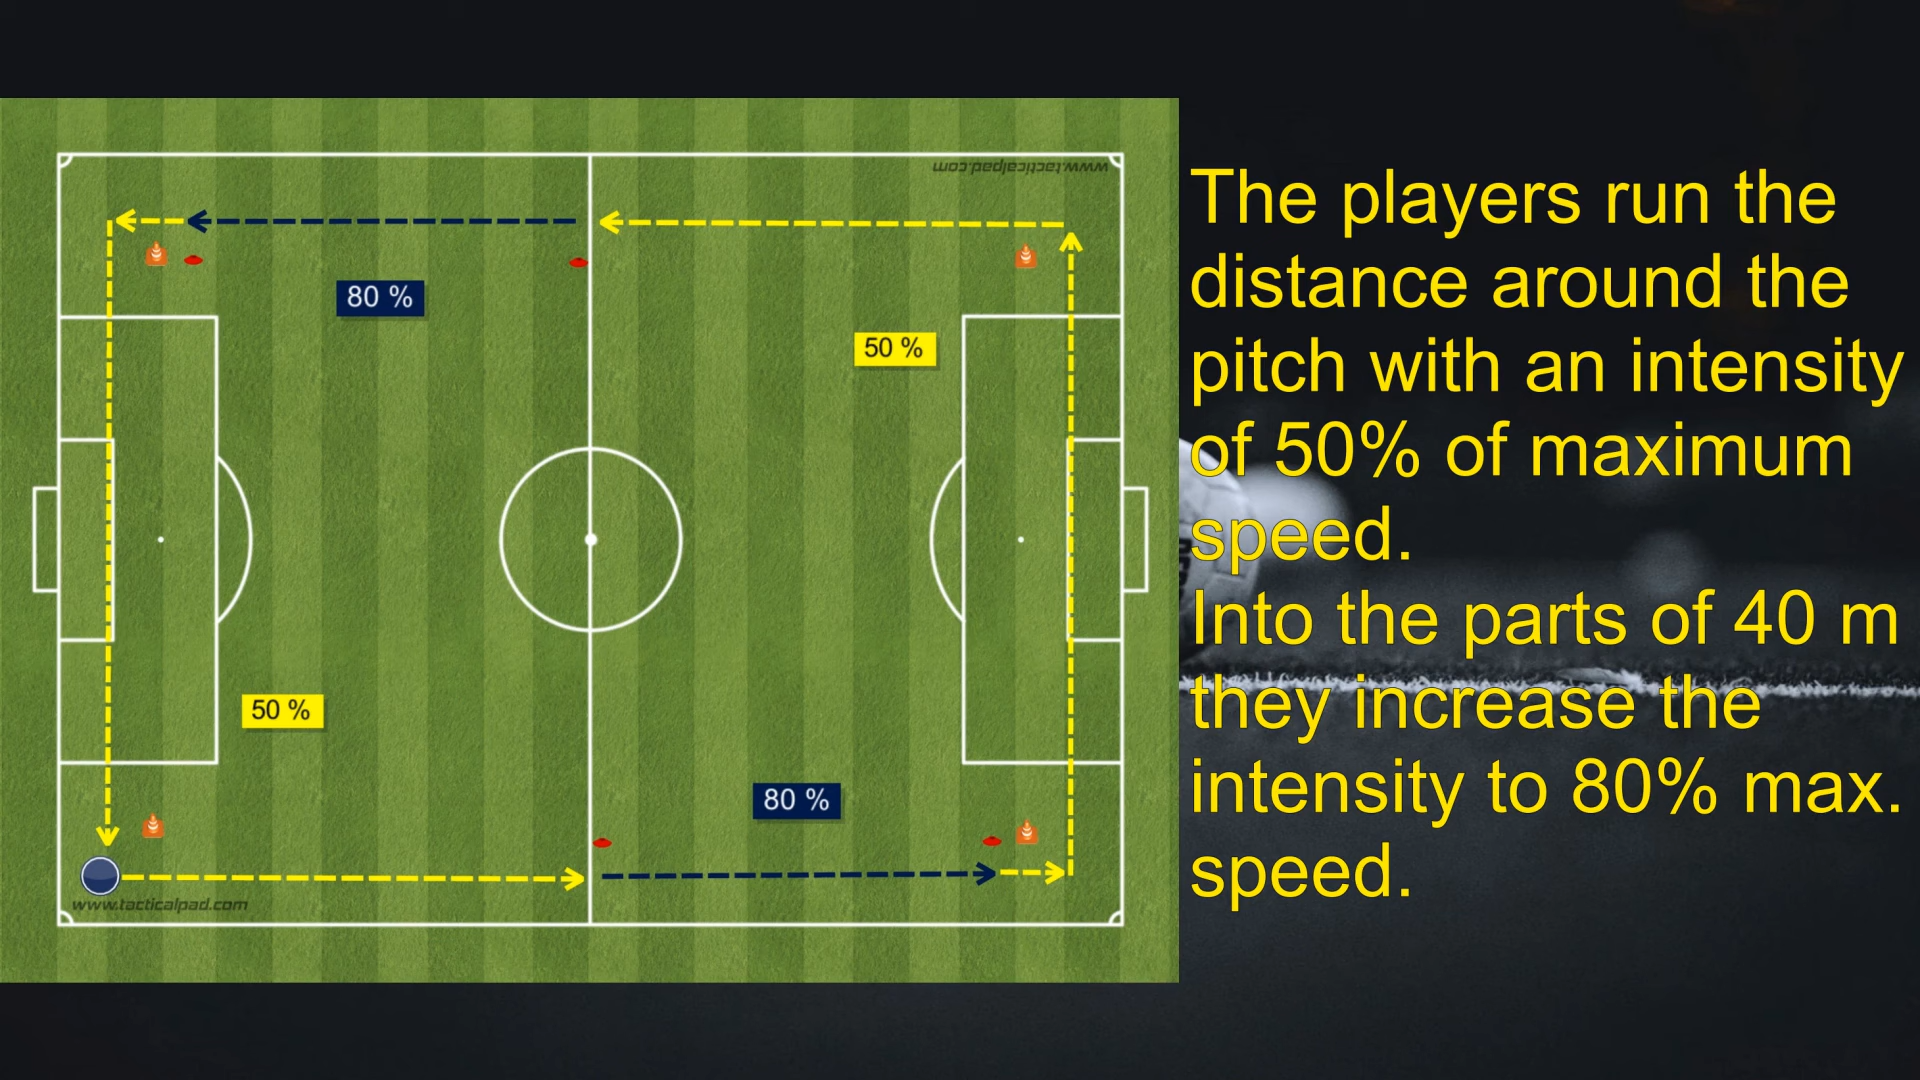 www.tacticalpad.com
80 %
50 %
50 %
80 %
www.tacticalpad.com
The players run the
distance around the
pitch with an intensity
of 50% of maximum
speed.
Into the parts of 40 m
they increase the
intensity to 80% max.
speed.